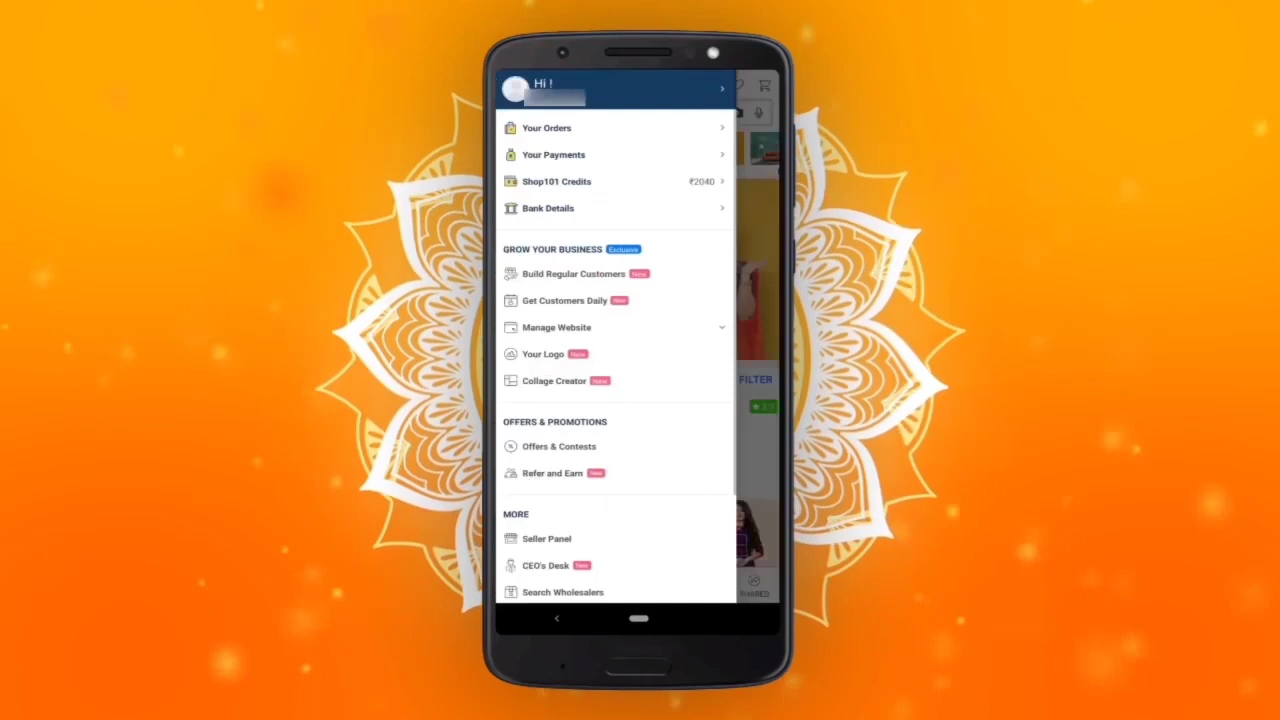 Hi !
Your Orders
Your Payments
Shop101 Credits ₹2040
Bank Details
GROW YOUR BUSINESS Exclusive
Build Regular Customers New
Get Customers Daily New
Manage Website
Your Logo New
FILTER
Collage Creator New
OFFERS & PROMOTIONS
Offers & Contests
Refer and Earn New
MORE
Seller Panel
CEO's Desk New
Search Wholesalers